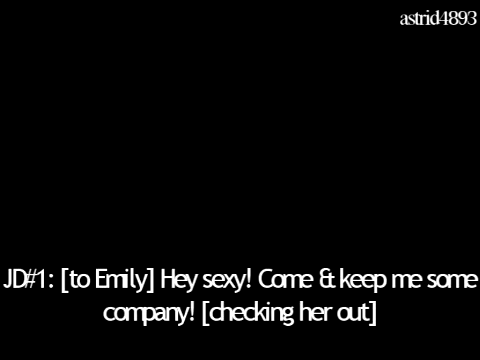 astrid4893
JD#1: [to Emily] Hey sexy! Come & keep me some
company! [checking her out]